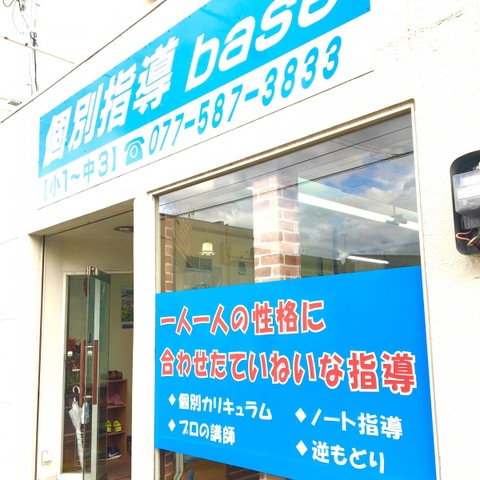 個別指導 base
【小1～中3】☎077-587-3833
一人一人の性格に
合わせたていねいな指導
◆個別カリキュラム ◆ノート指導
◆プロの講師 ◆逆もどり